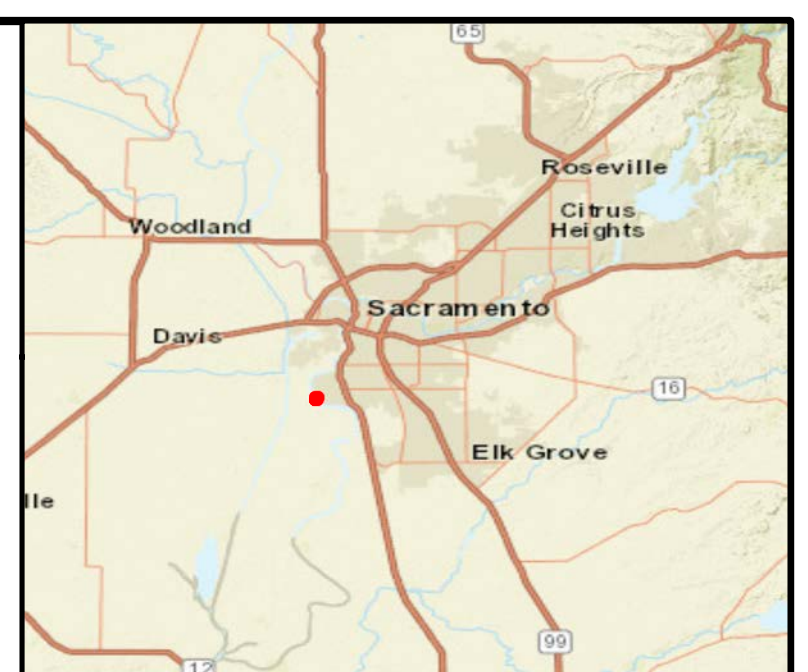 65
Roseville
Citrus
Heights
Woodland
Sacramento
Davis
16
Elk Grove
lle
99
12